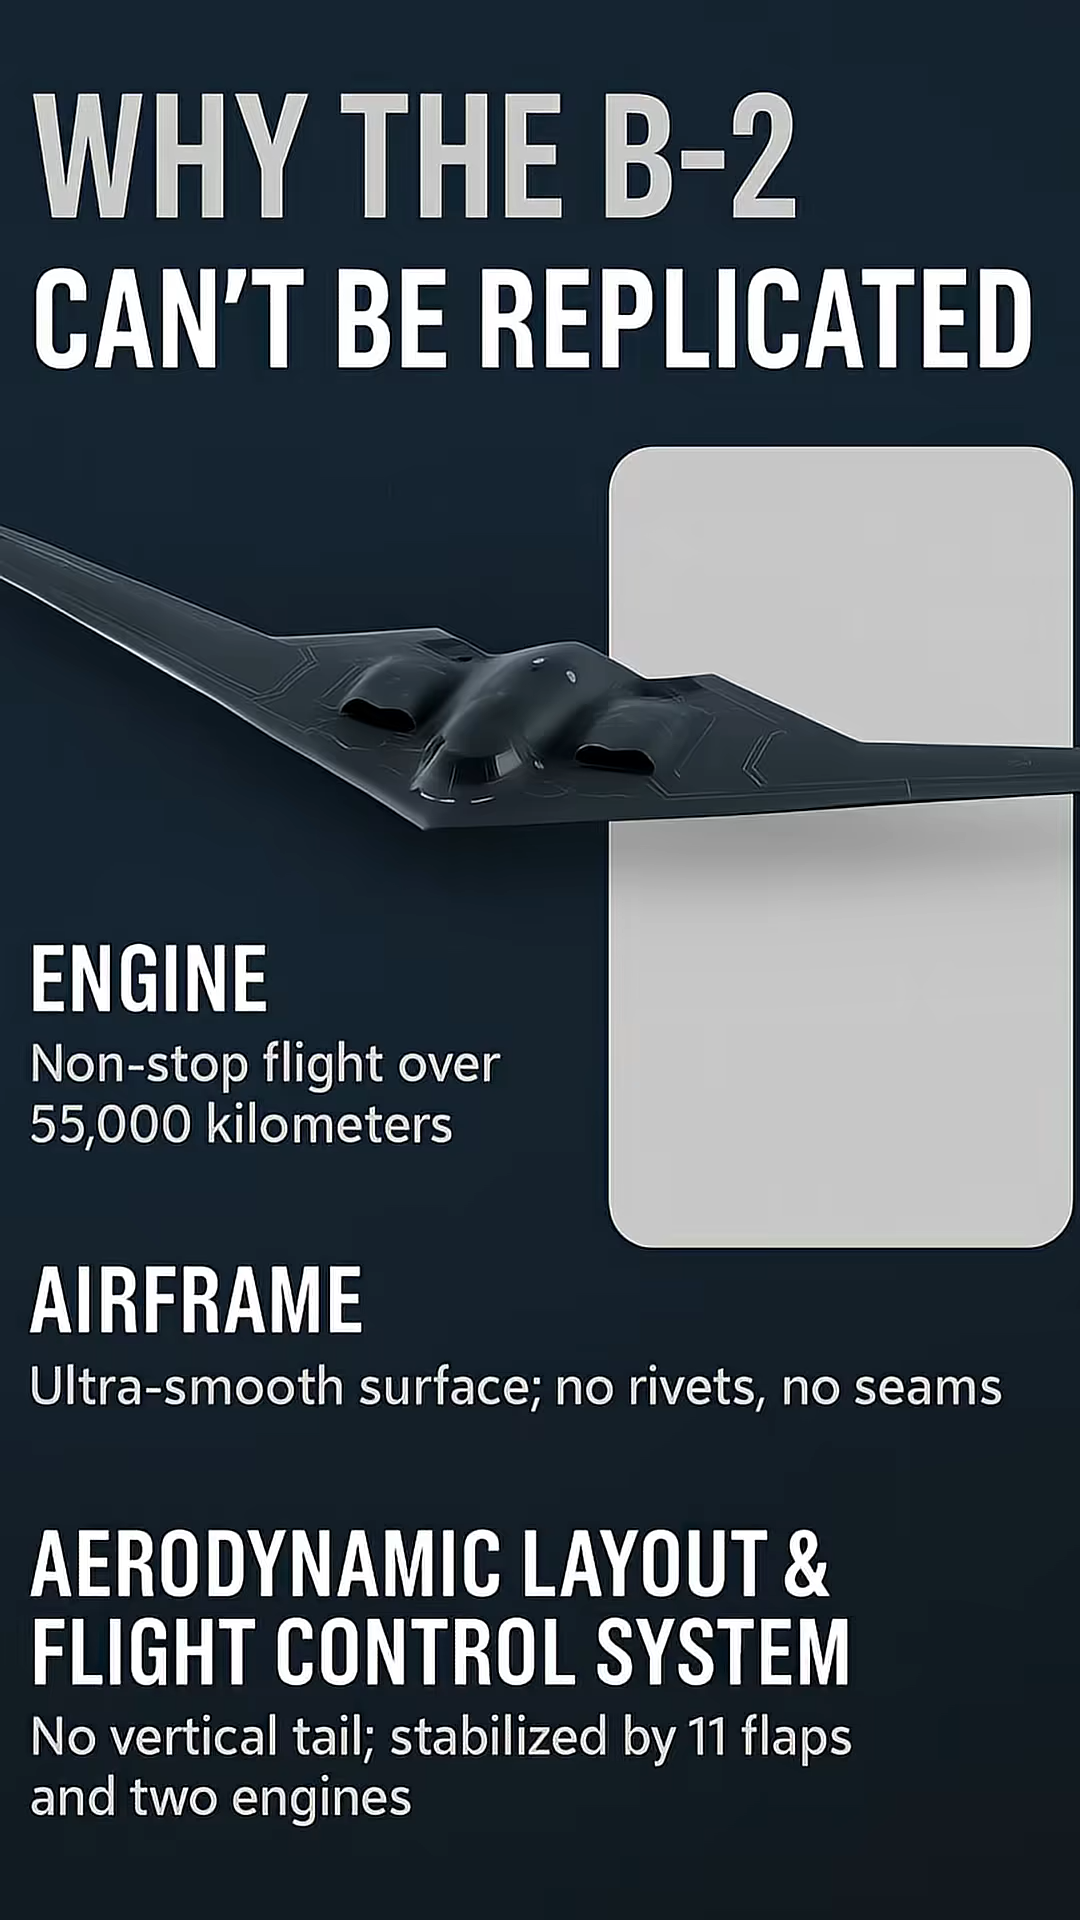 WHY THE B-2
CAN’T BE REPLICATED
ENGINE
Non-stop flight over
55,000 kilometers
AIRFRAME
Ultra-smooth surface; no rivets, no seams
AERODYNAMIC LAYOUT &
FLIGHT CONTROL SYSTEM
No vertical tail; stabilized by 11 flaps
and two engines